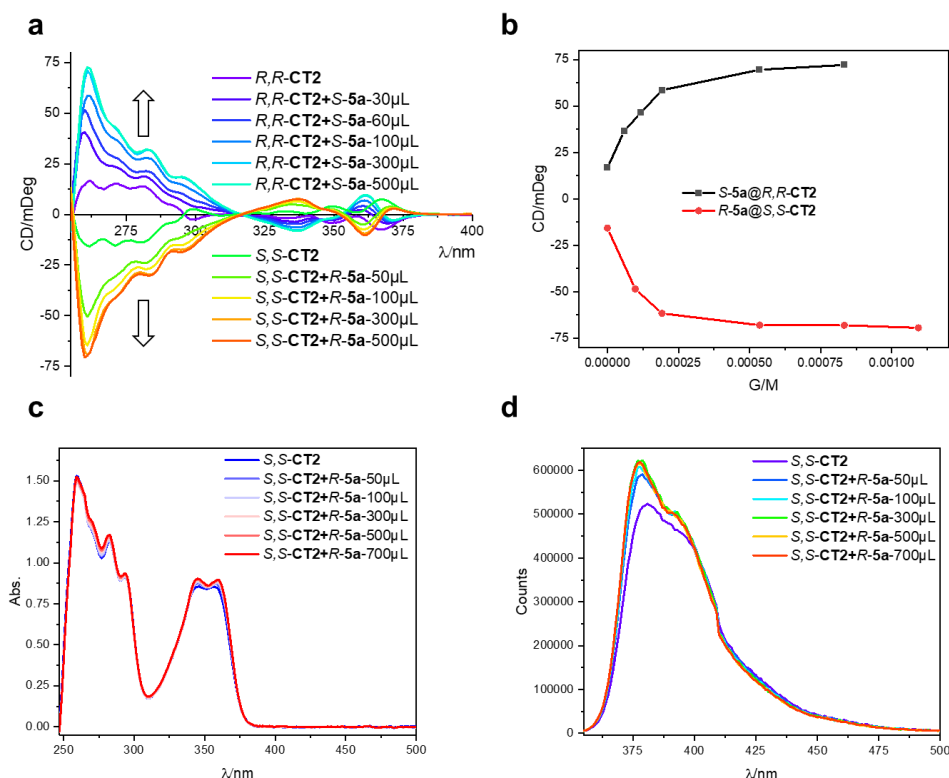 a
75
50
25
0
-25
-50
-75
CD/mDeg
275
325
350
375
400
λ/nm
R,R-CT2
R,R-CT2+S-5a-30µL
R,R-CT2+S-5a-60µL
R,R-CT2+S-5a-100µL
R,R-CT2+S-5a-300µL
R,R-CT2+S-5a-500µL
S,S-CT2
S,S-CT2+R-5a-50µL
S,S-CT2+R-5a-100µL
S,S-CT2+R-5a-300µL
S,S-CT2+R-5a-500µL
b
75
50
25
0
-25
-50
-75
CD/mDeg
S-5a@R,R-CT2
R-5a@S,S-CT2
0.00000
0.00025
0.00050
0.00075
0.00100
G/M
c
1.50
1.25
1.00
0.75
0.50
0.25
0.00
Abs.
S,S-CT2
S,S-CT2+R-5a-50µL
S,S-CT2+R-5a-100µL
S,S-CT2+R-5a-300µL
S,S-CT2+R-5a-500µL
S,S-CT2+R-5a-700µL
250
300
350
400
450
500
λ/nm
d
600000
500000
400000
300000
200000
100000
0
Counts
S,S-CT2
S,S-CT2+R-5a-50µL
S,S-CT2+R-5a-100µL
S,S-CT2+R-5a-300µL
S,S-CT2+R-5a-500µL
S,S-CT2+R-5a-700µL
375
400
425
450
475
500
λ/nm